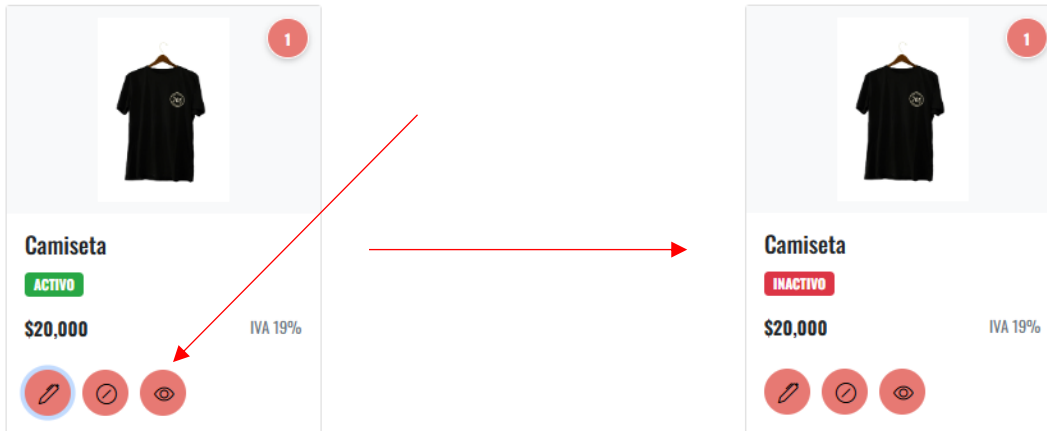 1
Camiseta
ACTIVO
$20,000 IVA 19%
1
Camiseta
INACTIVO
$20,000 IVA 19%